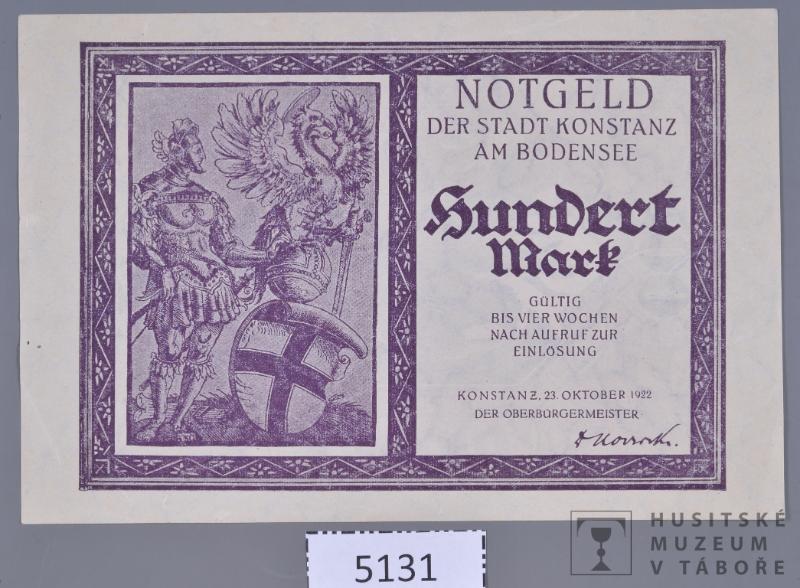 NOTGELD
DER STADT KONSTANZ
AM BODENSEE
Hundert
Mark
GÜLTIG
BIS VIER WOCHEN
NACH AUFRUF ZUR
EINLÖSUNG
KONSTANZ, 23. OKTOBER 1922
DER OBERBÜRGERMEISTER
5131
HUSITSKÉ
MUZEUM
V TÁBOŘE